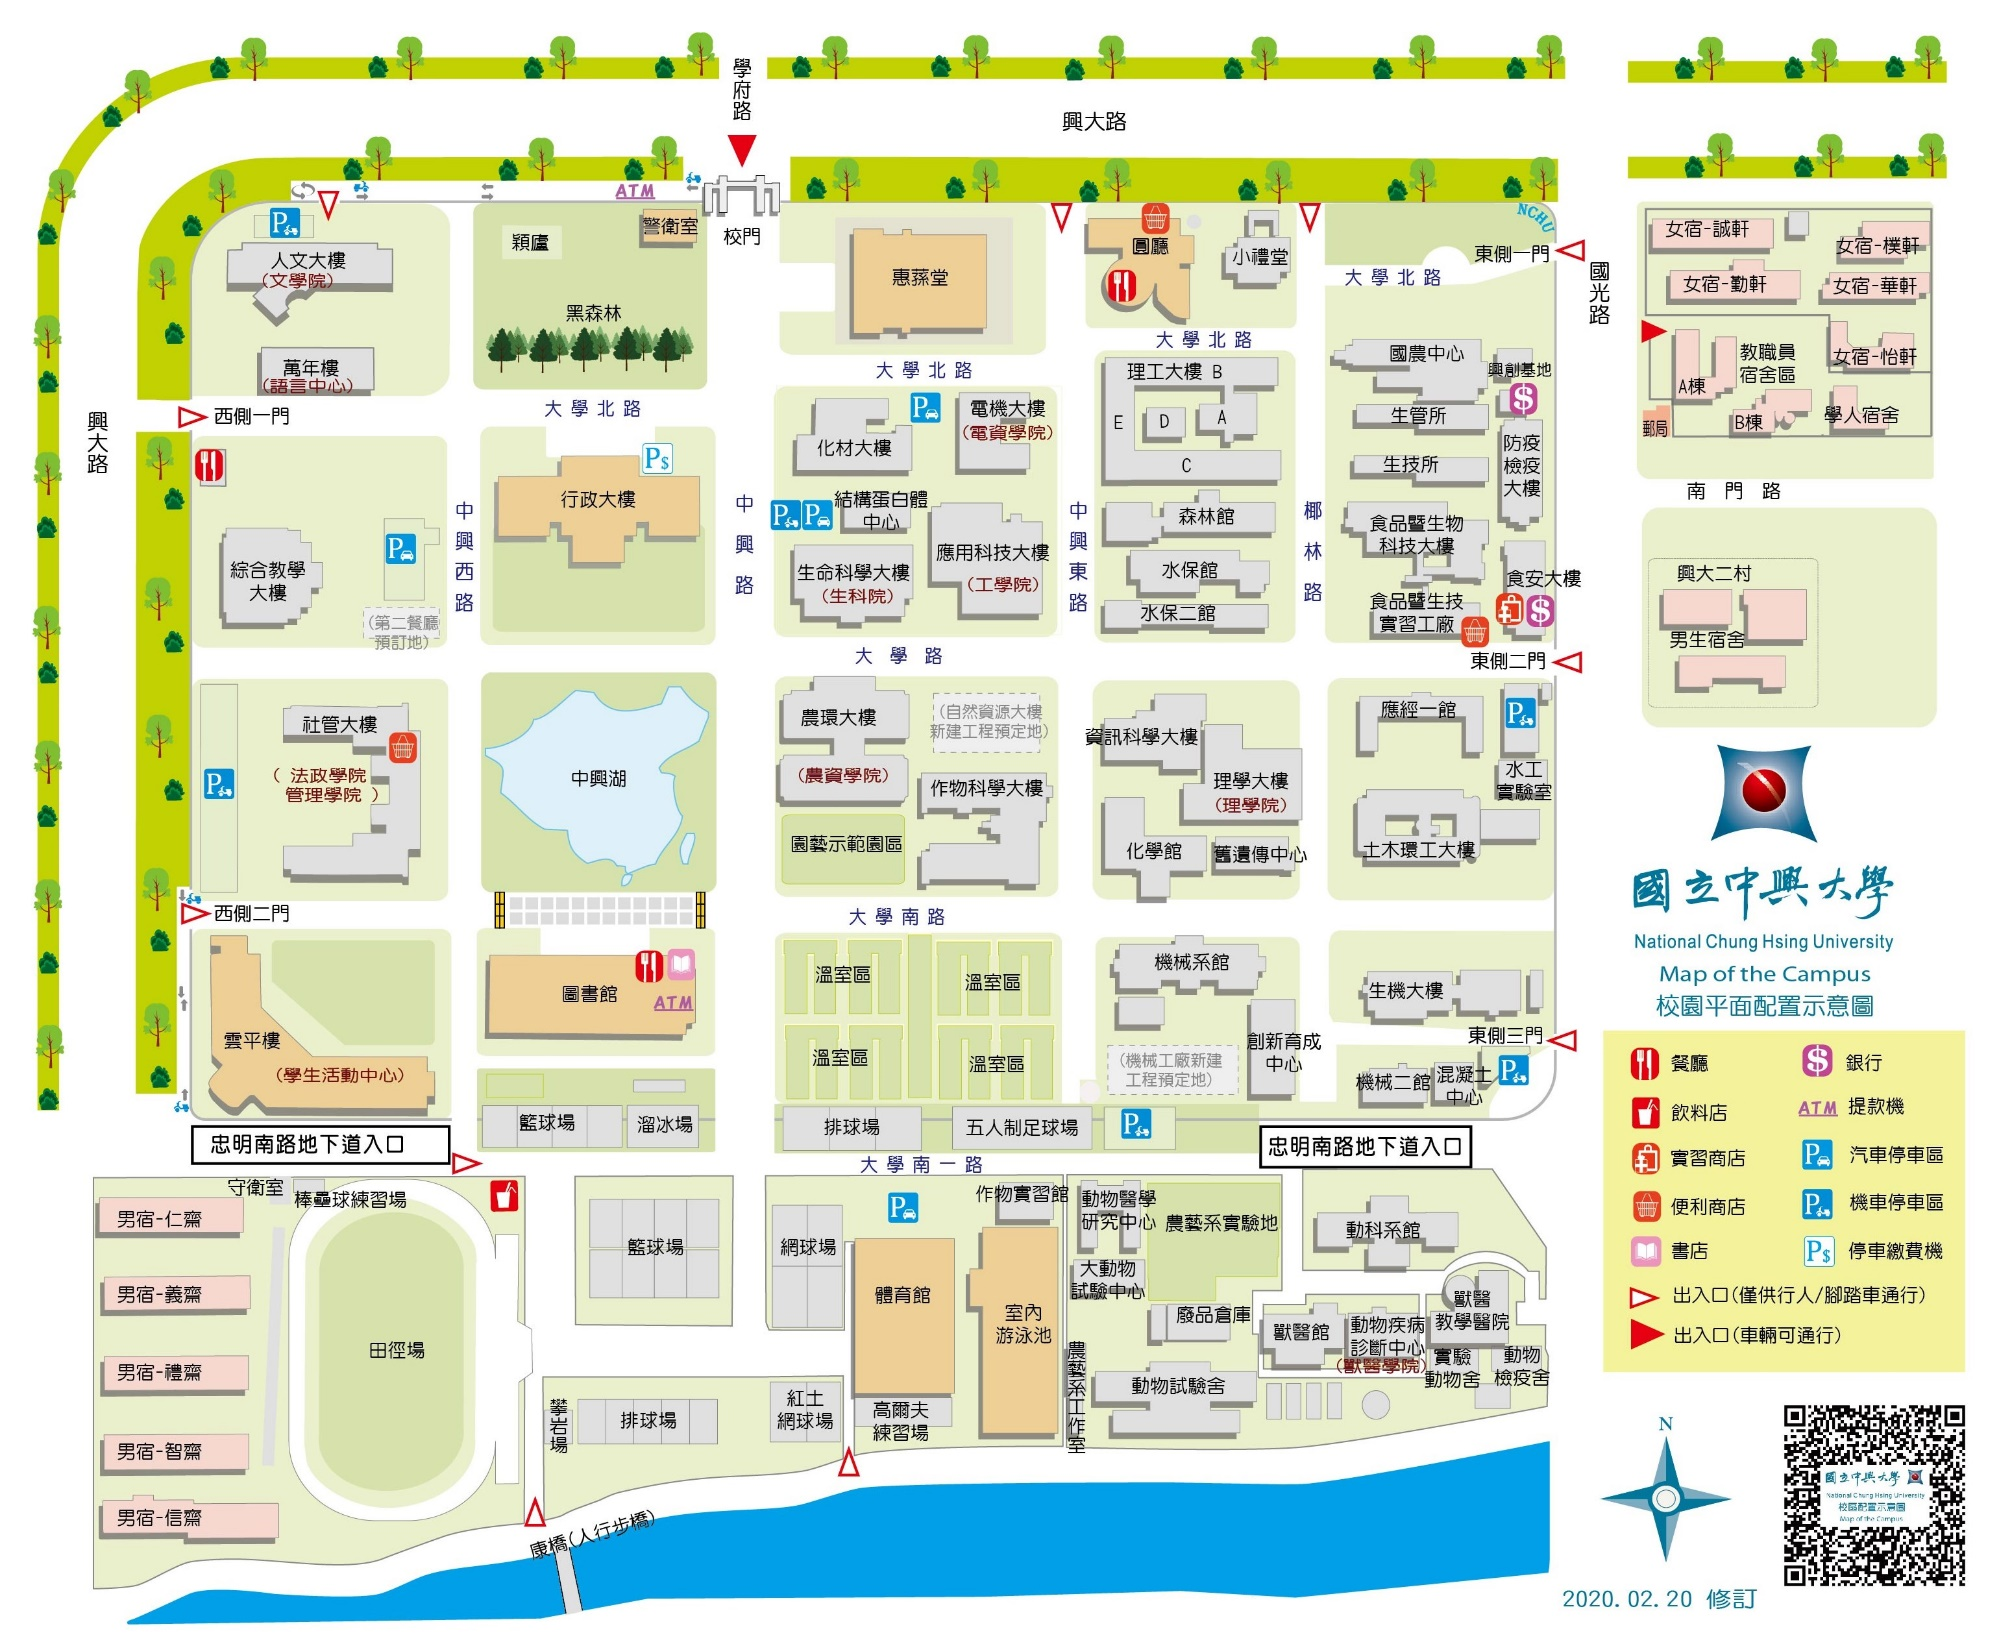 學府路
興大路
ATM
警衛室
校門
穎廬
人文大樓
(文學院)
黑森林
萬年樓
(語言中心)
惠蓀堂
圓廳
小禮堂
NCHU
東側一門
大學北路
國光路
大學北路
大學北路
大學北路
西側一門
興大路
女宿-誠軒
女宿-樸軒
女宿-勤軒
女宿-華軒
女宿-怡軒
教職員
宿舍區
A棟
B棟
學人宿舍
郵局
南門路
興大二村
男生宿舍
理工大樓 B
E
D
A
C
國農中心
興創基地
生管所
生技所
防疫
檢疫
大樓
化材大樓
電機大樓
(電資學院)
行政大樓
中興西路
中興路
中興東路
椰林路
結構蛋白體
中心
森林館
食品暨生物
科技大樓
應用科技大樓
(工學院)
生命科學大樓
(生科院)
水保館
水保二館
食安大樓
食品暨生技
實習工廠
綜合教學
大樓
(第二餐廳
預訂地)
大學路
東側二門
社管大樓
( 法政學院
管理學院 )
中興湖
農環大樓
(農資學院)
(自然資源大樓
新建工程預定地)
作物科學大樓
園藝示範園區
資訊科學大樓
理學大樓
(理學院)
化學館
舊遺傳中心
應經一館
水工
實驗室
土木環工大樓
西側二門
大學南路
雲平樓
(學生活動中心)
圖書館
ATM
溫室區
溫室區
溫室區
溫室區
機械系館
(機械工廠新建
工程預定地)
創新育成
中心
生機大樓
東側三門
機械二館
混凝土
中心
籃球場
溜冰場
排球場
五人制足球場
忠明南路地下道入口
忠明南路地下道入口
大學南一路
守衛室
棒壘球練習場
男宿-仁齋
男宿-義齋
男宿-禮齋
男宿-智齋
男宿-信齋
田徑場
籃球場
網球場
攀岩場
排球場
紅土
網球場
體育館
高爾夫
練習場
作物實習館
室內
游泳池
動物醫學
研究中心
大動物
試驗中心
農藝系實驗地
廢品倉庫
農藝系工作室
動物試驗舍
動科系館
獸醫館
動物疾病
診斷中心
(獸醫學院)
獸醫
教學醫院
實驗
動物舍
動物
檢疫舍
康橋(人行步橋)
國立中興大學
National Chung Hsing University
Map of the Campus
校園平面配置示意圖
餐廳
銀行
飲料店
ATM 提款機
實習商店
汽車停車區
便利商店
機車停車區
書店
停車繳費機
出入口(僅供行人/腳踏車通行)
出入口(車輛可通行)
N
國立中興大學
National Chung Hsing University
校區配置示意圖
Map of the Campus
2020.02.20 修訂